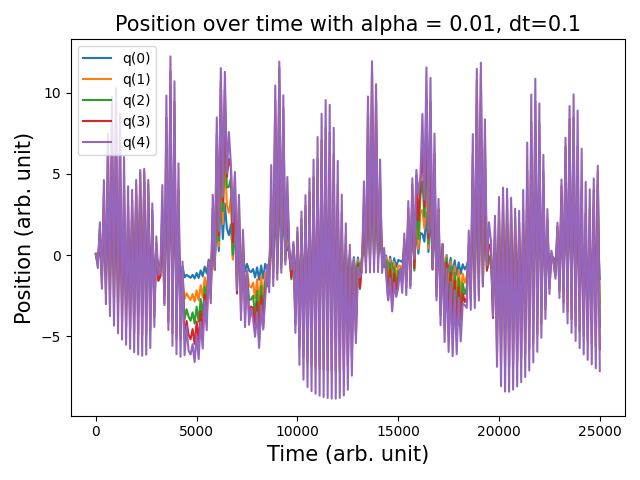 Position over time with alpha = 0.01, dt=0.1
q(0)
q(1)
q(2)
q(3)
q(4)
10
5
0
−5
Position (arb. unit)
0 5000 10000 15000 20000 25000
Time (arb. unit)